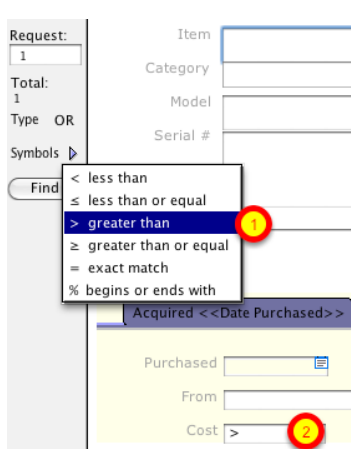 Request:
1
Total:
1
Type OR
Symbols
Find
< less than
≤ less than or equal
> greater than
≥ greater than or equal
= exact match
% begins or ends with
1
Item
Category
Model
Serial #
Acquired <<Date Purchased>>
Purchased
From
Cost >
2